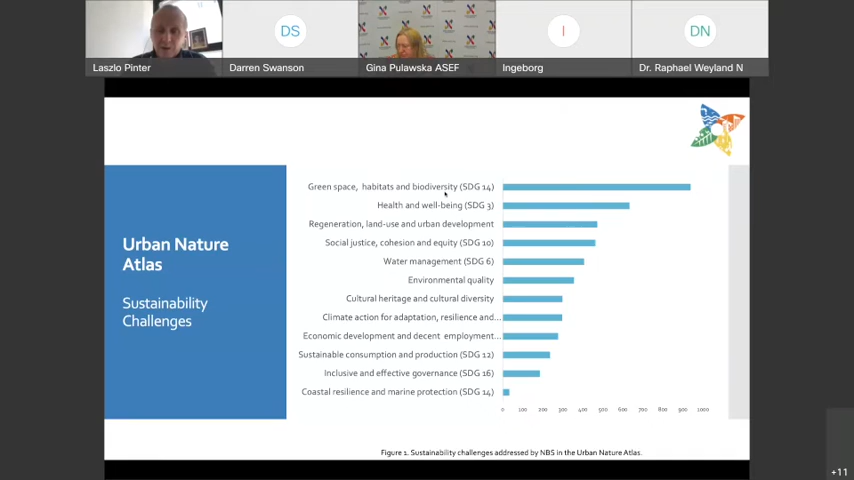 Laszlo Pinter
DS
Darren Swanson
Gina Pulawska ASEF
I
Ingeborg
DN
Dr. Raphael Weyland N
Urban Nature
Atlas
Sustainability
Challenges
Green space, habitats and biodiversity (SDG 14)
Health and well-being (SDG 3)
Regeneration, land-use and urban development
Social justice, cohesion and equity (SDG 10)
Water management (SDG 6)
Environmental quality
Cultural heritage and cultural diversity
Climate action for adaptation, resilience and...
Economic development and decent employment...
Sustainable consumption and production (SDG 12)
Inclusive and effective governance (SDG 16)
Coastal resilience and marine protection (SDG 14)
0 100 200 300 400 500 600 700 800 900 1000
Figure 1. Sustainability challenges addressed by NBS in the Urban Nature Atlas.
+11